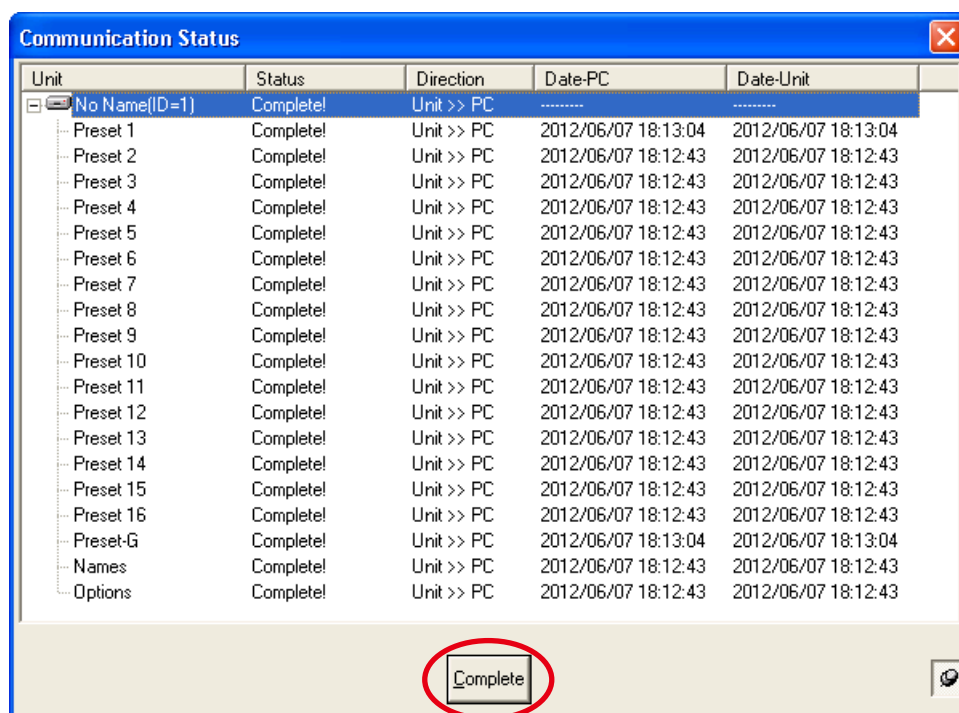 Communication Status
Unit Status Direction Date-PC Date-Unit
No Name(ID=1) Complete! Unit >> PC --------- ---------
Preset 1 Complete! Unit >> PC 2012/06/07 18:13:04 2012/06/07 18:13:04
Preset 2 Complete! Unit >> PC 2012/06/07 18:12:43 2012/06/07 18:12:43
Preset 3 Complete! Unit >> PC 2012/06/07 18:12:43 2012/06/07 18:12:43
Preset 4 Complete! Unit >> PC 2012/06/07 18:12:43 2012/06/07 18:12:43
Preset 5 Complete! Unit >> PC 2012/06/07 18:12:43 2012/06/07 18:12:43
Preset 6 Complete! Unit >> PC 2012/06/07 18:12:43 2012/06/07 18:12:43
Preset 7 Complete! Unit >> PC 2012/06/07 18:12:43 2012/06/07 18:12:43
Preset 8 Complete! Unit >> PC 2012/06/07 18:12:43 2012/06/07 18:12:43
Preset 9 Complete! Unit >> PC 2012/06/07 18:12:43 2012/06/07 18:12:43
Preset 10 Complete! Unit >> PC 2012/06/07 18:12:43 2012/06/07 18:12:43
Preset 11 Complete! Unit >> PC 2012/06/07 18:12:43 2012/06/07 18:12:43
Preset 12 Complete! Unit >> PC 2012/06/07 18:12:43 2012/06/07 18:12:43
Preset 13 Complete! Unit >> PC 2012/06/07 18:12:43 2012/06/07 18:12:43
Preset 14 Complete! Unit >> PC 2012/06/07 18:12:43 2012/06/07 18:12:43
Preset 15 Complete! Unit >> PC 2012/06/07 18:12:43 2012/06/07 18:12:43
Preset 16 Complete! Unit >> PC 2012/06/07 18:12:43 2012/06/07 18:12:43
Preset-G Complete! Unit >> PC 2012/06/07 18:13:04 2012/06/07 18:13:04
Names Complete! Unit >> PC 2012/06/07 18:12:43 2012/06/07 18:12:43
Options Complete! Unit >> PC 2012/06/07 18:12:43 2012/06/07 18:12:43
Complete